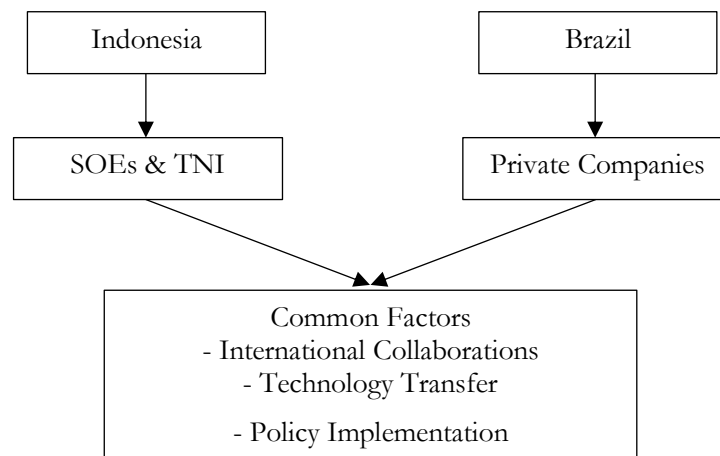 Indonesia
Brazil
SOEs & TNI
Private Companies
Common Factors
- International Collaborations
- Technology Transfer
- Policy Implementation